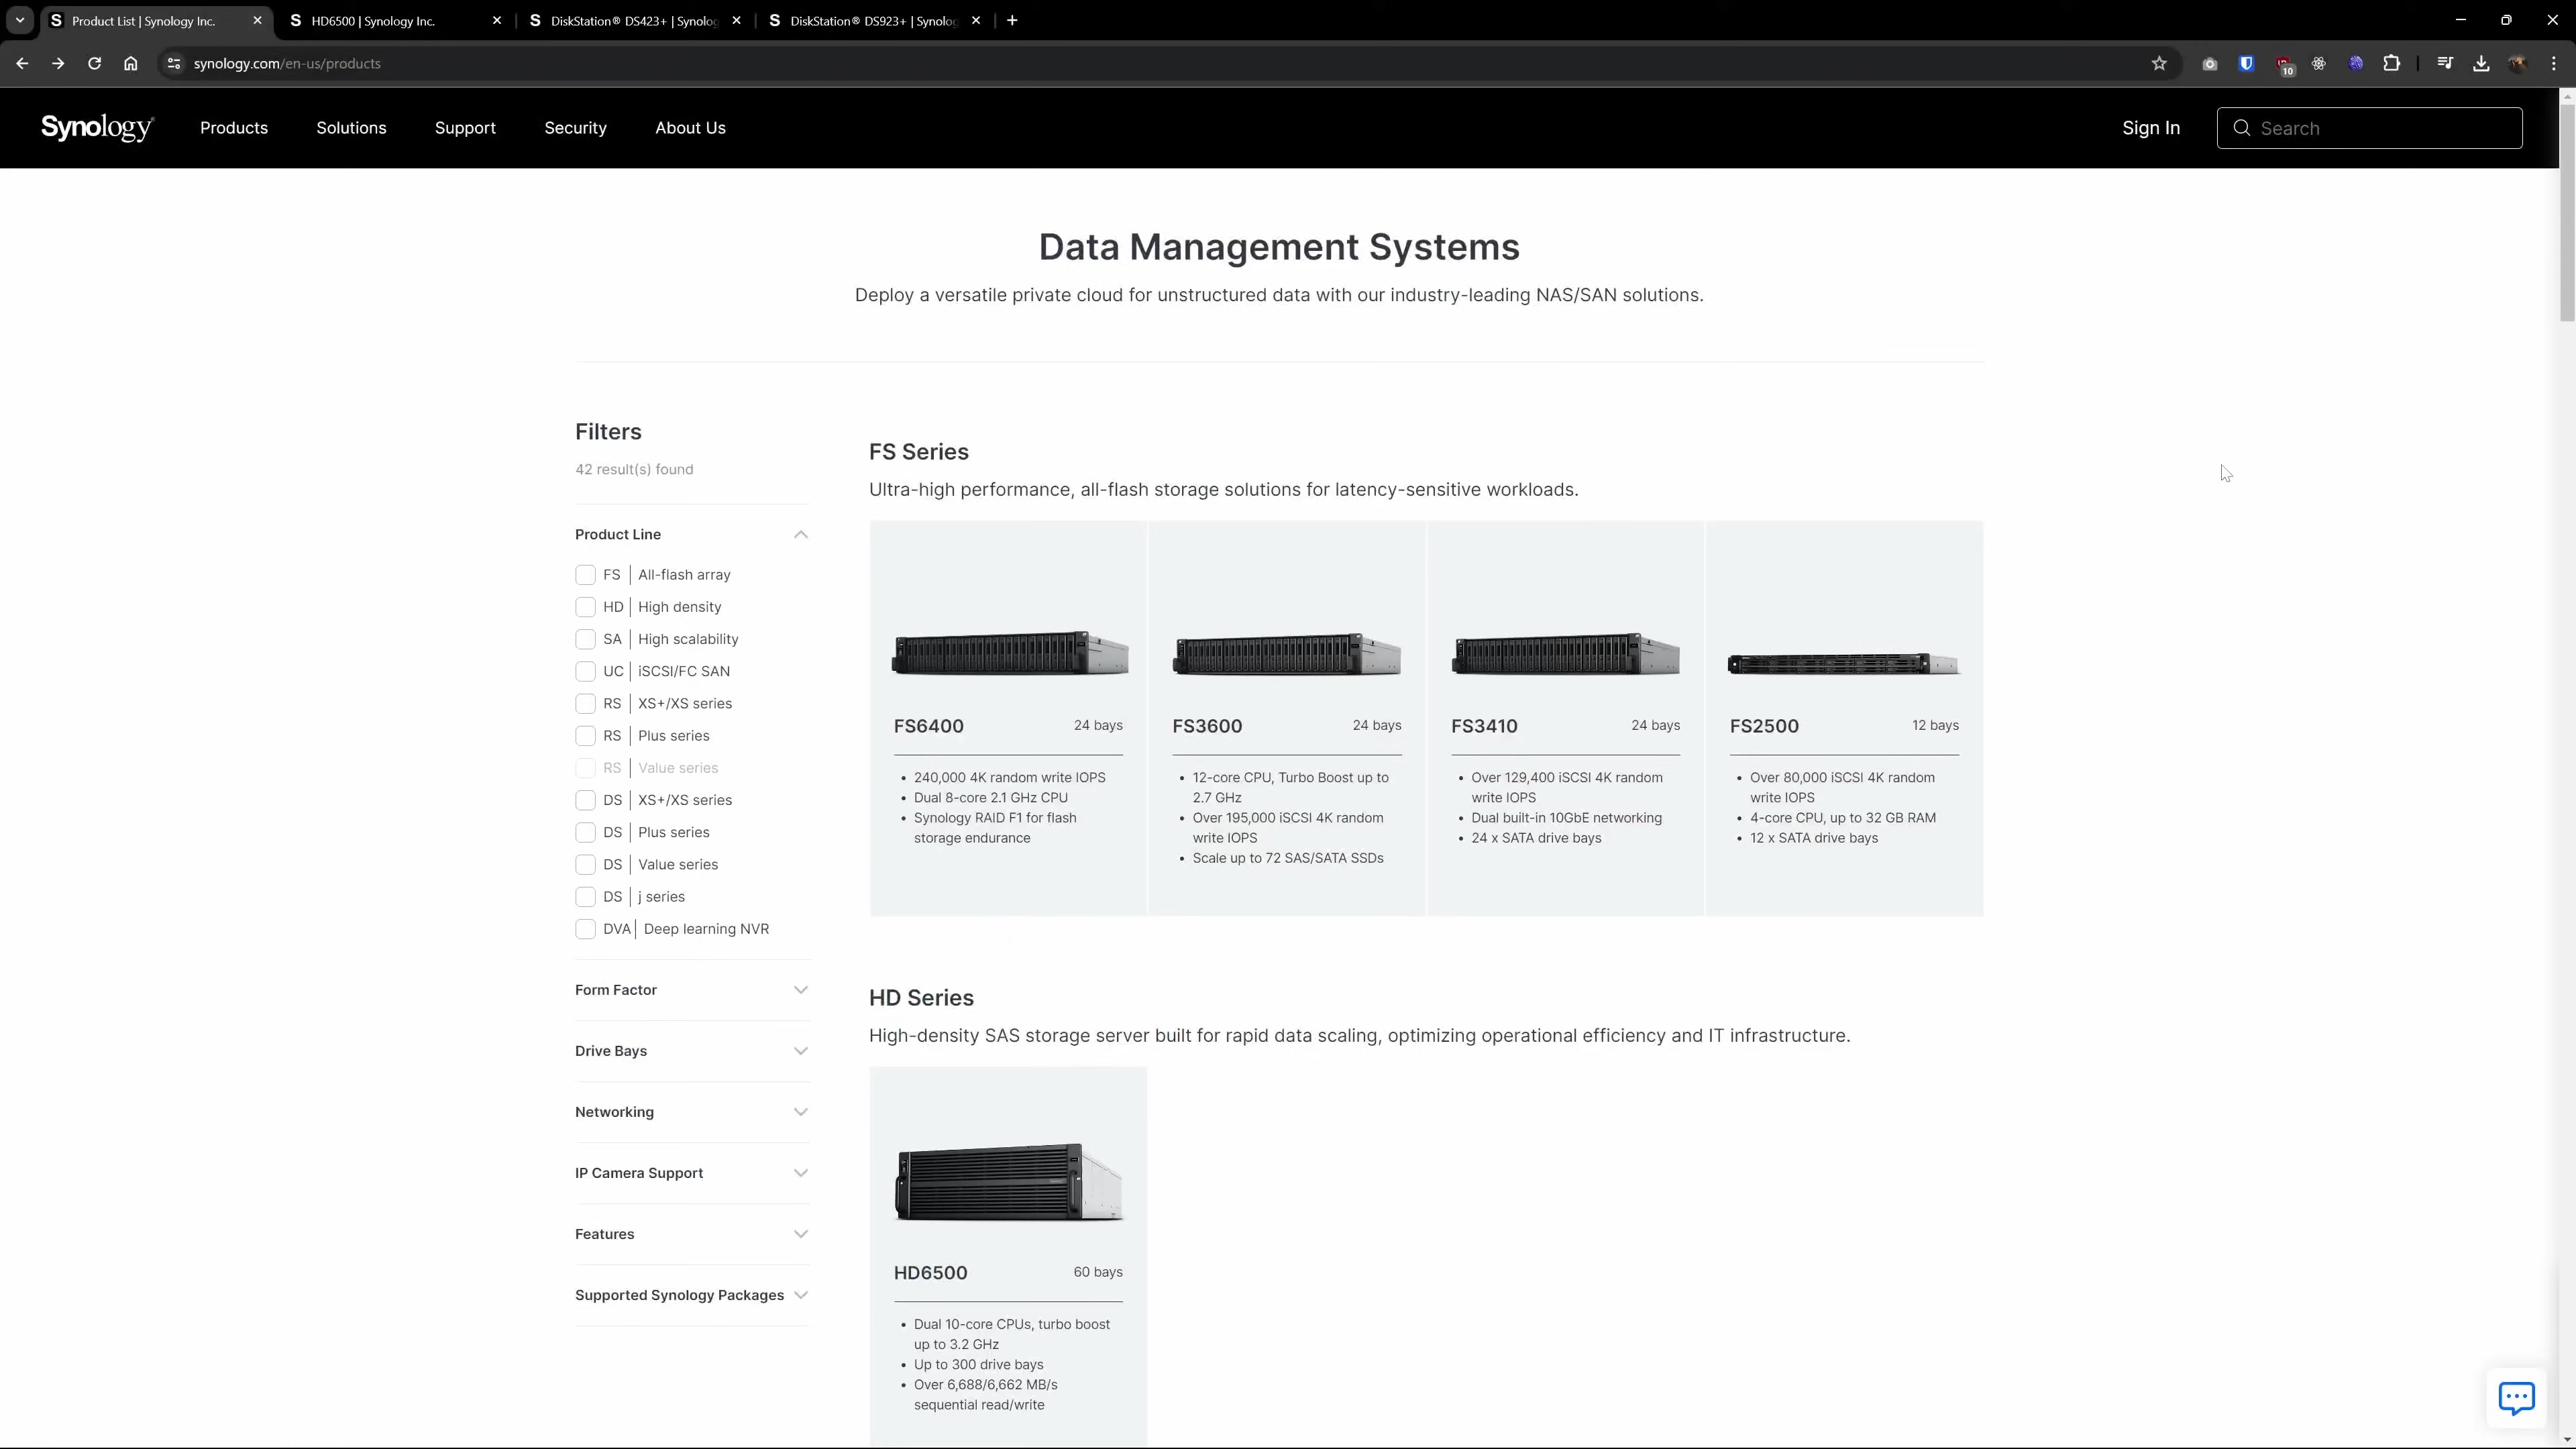 Product List | Synology Inc.
HD6500 | Synology Inc.
DiskStation® DS423+ | Synolog
DiskStation® DS923+ | Synolog
synology.com/en-us/products
10
Synology
Products
Solutions
Support
Security
About Us
Sign In
Search
Data Management Systems
Deploy a versatile private cloud for unstructured data with our industry-leading NAS/SAN solutions.
Filters
42 result(s) found
Product Line
FS | All-flash array
HD | High density
SA | High scalability
UC | iSCSI/FC SAN
RS | XS+/XS series
RS | Plus series
RS | Value series
DS | XS+/XS series
DS | Plus series
DS | Value series
DS | j series
DVA | Deep learning NVR
Form Factor
Drive Bays
Networking
IP Camera Support
Features
Supported Synology Packages
FS Series
Ultra-high performance, all-flash storage solutions for latency-sensitive workloads.
FS6400 24 bays
• 240,000 4K random write IOPS
• Dual 8-core 2.1 GHz CPU
• Synology RAID F1 for flash
storage endurance
FS3600 24 bays
• 12-core CPU, Turbo Boost up to
2.7 GHz
• Over 195,000 iSCSI 4K random
write IOPS
• Scale up to 72 SAS/SATA SSDs
FS3410 24 bays
• Over 129,400 iSCSI 4K random
write IOPS
• Dual built-in 10GbE networking
• 24 x SATA drive bays
FS2500 12 bays
• Over 80,000 iSCSI 4K random
write IOPS
• 4-core CPU, up to 32 GB RAM
• 12 x SATA drive bays
HD Series
High-density SAS storage server built for rapid data scaling, optimizing operational efficiency and IT infrastructure.
HD6500 60 bays
• Dual 10-core CPUs, turbo boost
up to 3.2 GHz
• Up to 300 drive bays
• Over 6,688/6,662 MB/s
sequential read/write